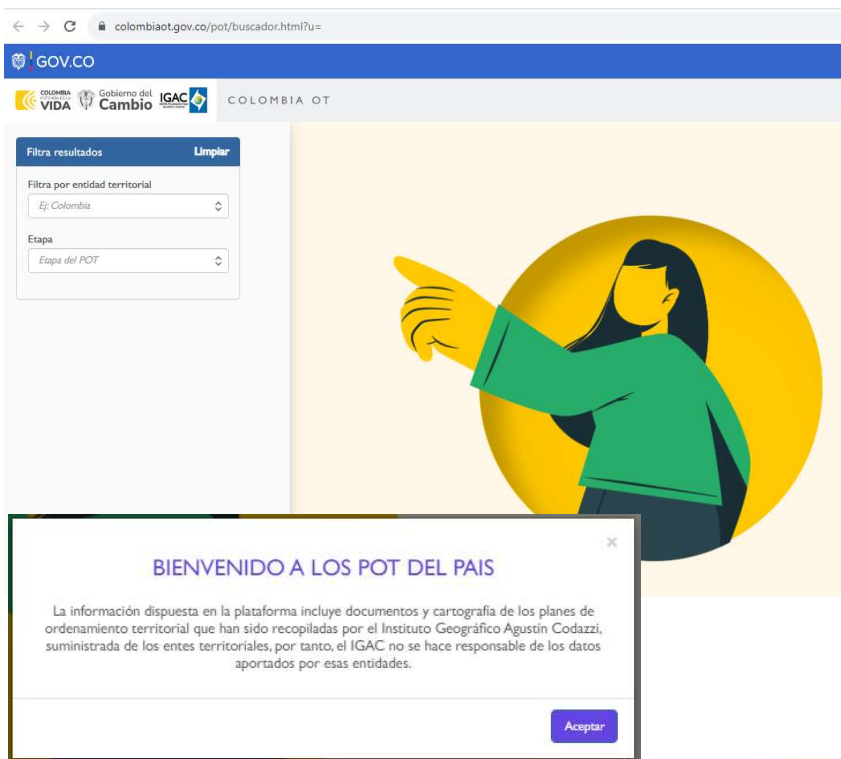 colombiaot.gov.co/pot/buscador.html?u=
GOV.CO
COLOMBIA
VIDA
Gobierno del
Cambio
IGAC
COLOMBIA OT
Filtra resultados Limpiar
Filtra por entidad territorial
Ej: Colombia
Etapa
Etapa del POT
×
BIENVENIDO A LOS POT DEL PAIS
La información dispuesta en la plataforma incluye documentos y cartografía de los planes de
ordenamiento territorial que han sido recopiladas por el Instituto Geográfico Agustín Codazzi,
suministrada de los entes territoriales, por tanto, el IGAC no se hace responsable de los datos
aportados por esas entidades.
Aceptar